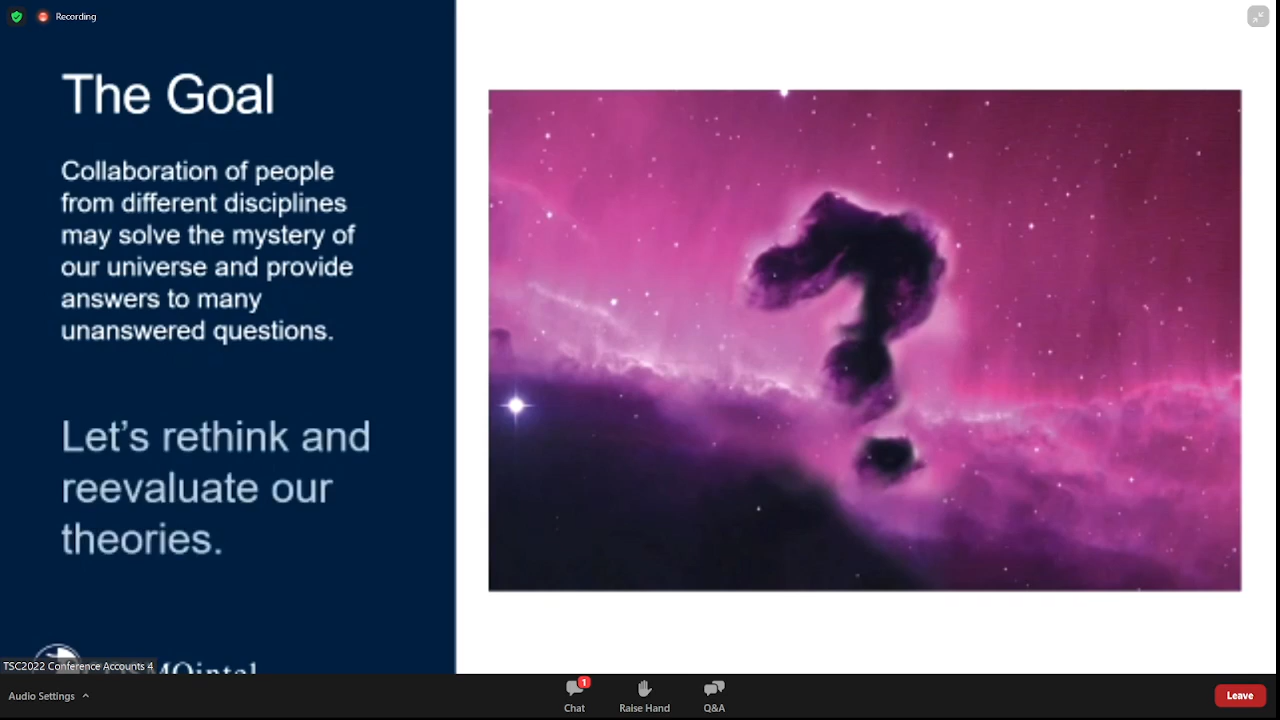 Recording
The Goal
Collaboration of people
from different disciplines
may solve the mystery of
our universe and provide
answers to many
unanswered questions.
Let's rethink and
reevaluate our
theories.
TSC2022 Conference Accounts 4
Audio Settings
1
Chat
Raise Hand
Q&A
Leave